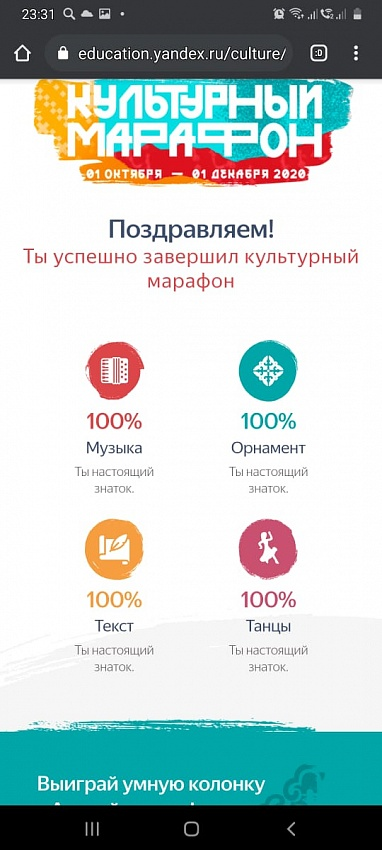 23:31
education.yandex.ru/culture/
:D
КУЛЬТУРНЫЙ
МАРАФОН
01 ОКТЯБРЯ — 01 ДЕКАБРЯ 2020
Поздравляем!
Ты успешно завершил культурный
марафон
100%
100%
Музыка
Орнамент
Ты настоящий
знаток.
Ты настоящий
знаток.
100%
100%
Текст
Танцы
Ты настоящий
знаток.
Ты настоящий
знаток.
Выиграй умную колонку